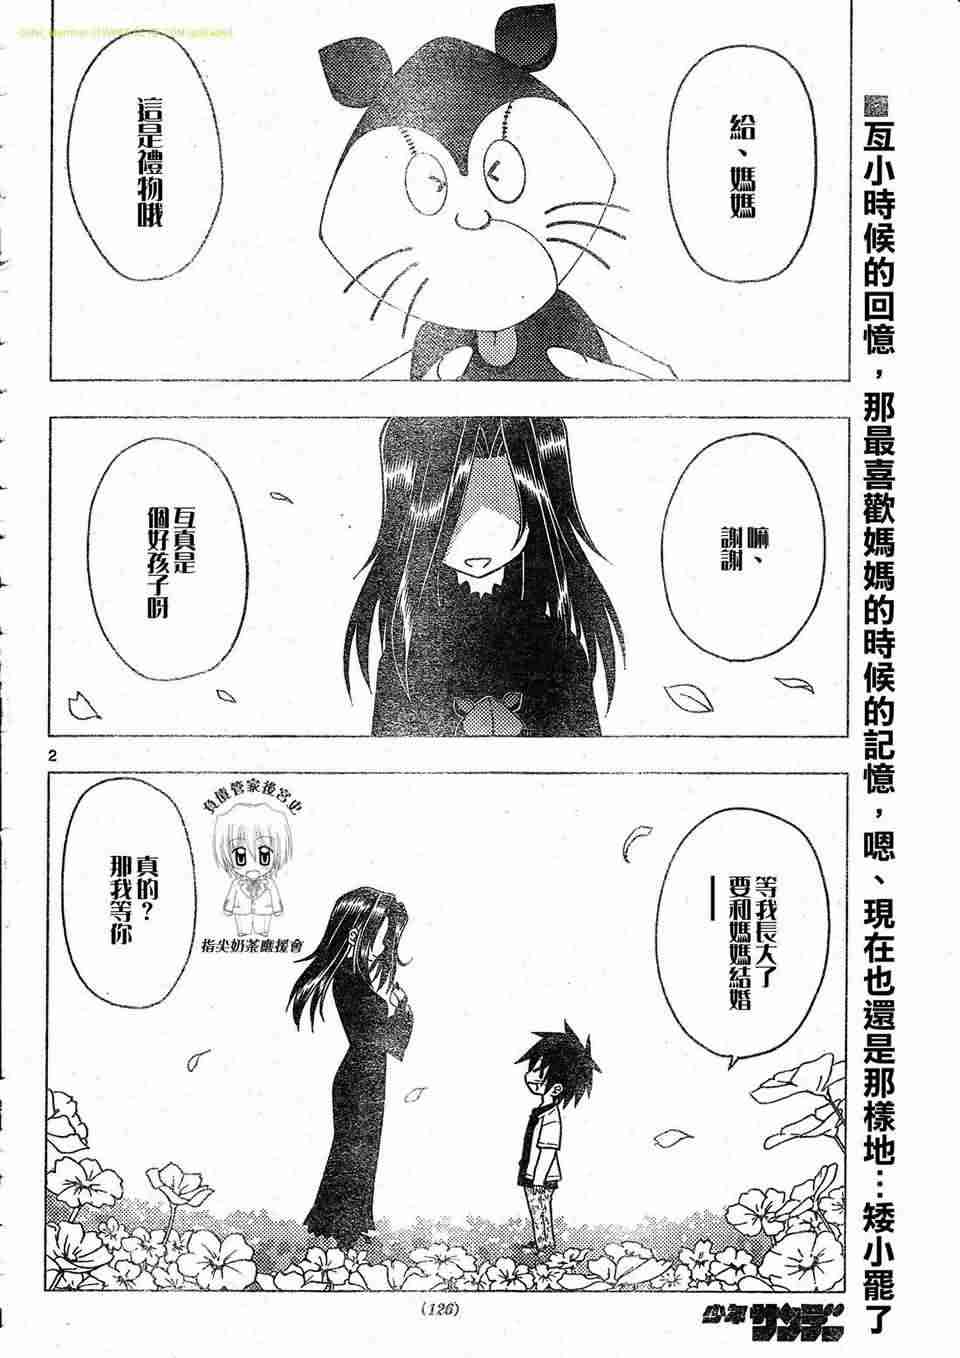 ■亙小時候的回憶，那最喜歡媽媽的時候的記憶，嗯、現在也還是那樣地…矮小罷了
給、媽媽
這是禮物哦
嘛、
謝謝
亙真是
個好孩子呀
2
等我長大了
要和媽媽結婚
——
真的？
那我等你
負債管家後宮史
指尖奶茶應援會
(126)
少年サンデー